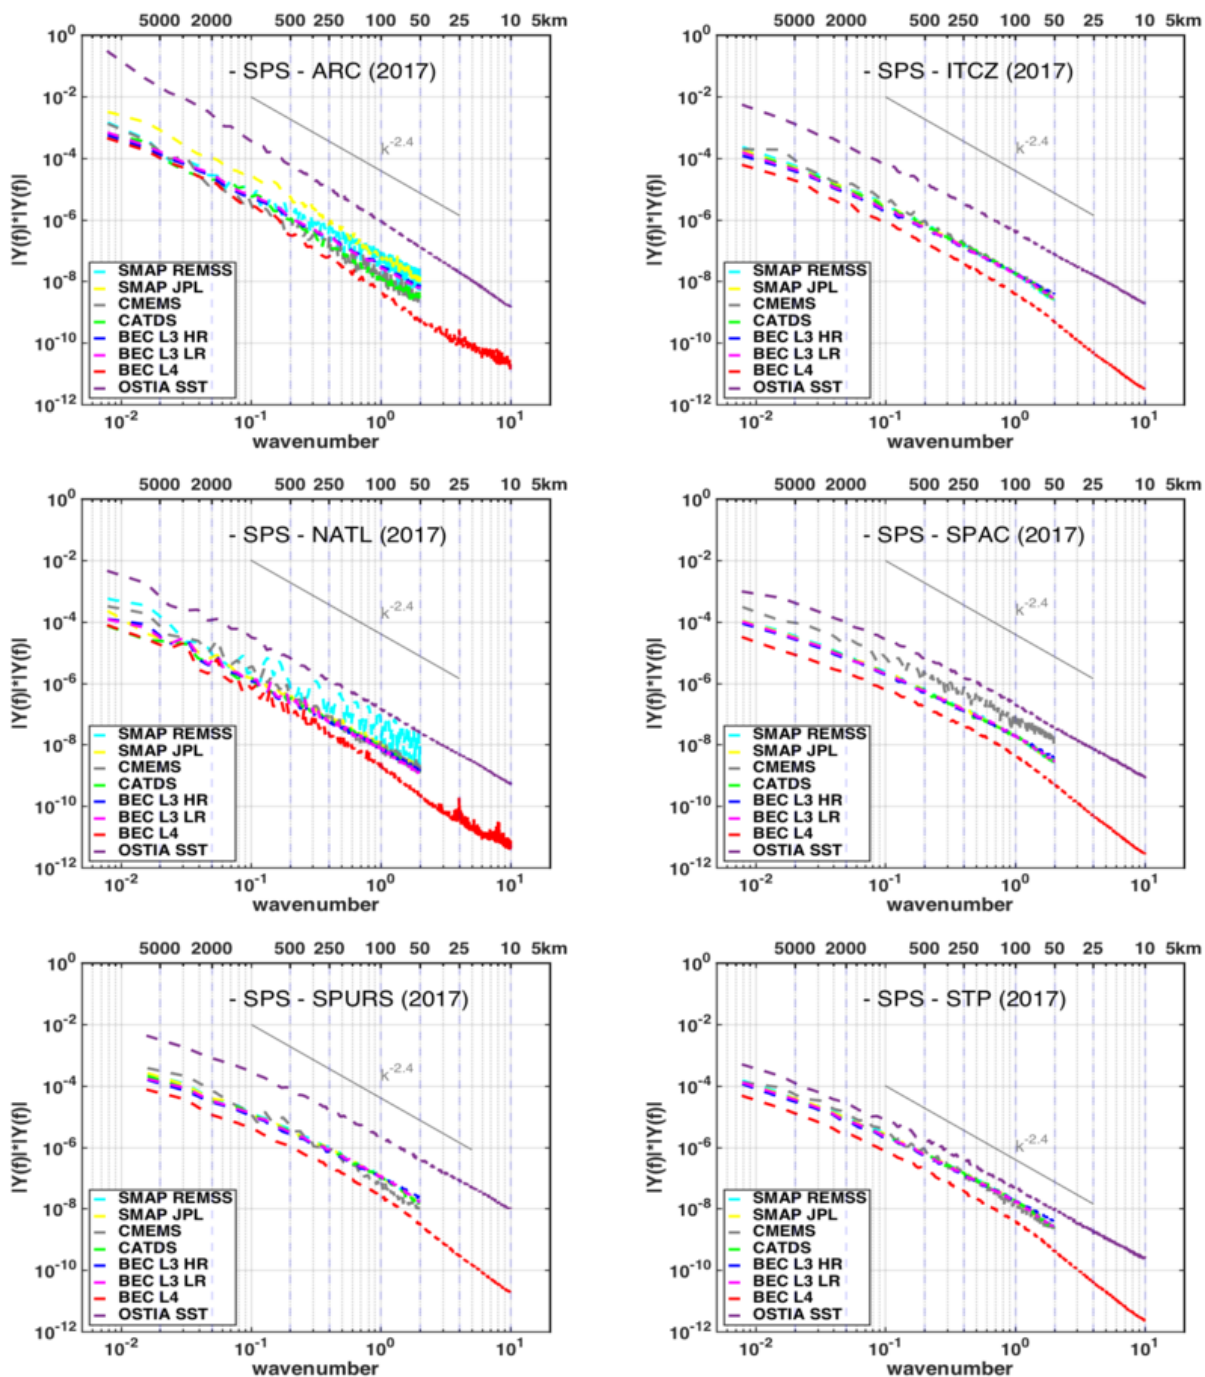 5000 2000 500 250 100 50 25 10 5km
- SPS - ARC (2017)
k^-2.4
|Y(f)|*|Y(f)|
10^0
10^-2
10^-4
10^-6
10^-8
10^-10
10^-12
SMAP REMSS
SMAP JPL
CMEMS
CATDS
BEC L3 HR
BEC L3 LR
BEC L4
OSTIA SST
10^-2 10^-1 10^0 10^1
wavenumber
5000 2000 500 250 100 50 25 10 5km
- SPS - ITCZ (2017)
k^-2.4
|Y(f)|*|Y(f)|
10^0
10^-2
10^-4
10^-6
10^-8
10^-10
10^-12
SMAP REMSS
SMAP JPL
CMEMS
CATDS
BEC L3 HR
BEC L3 LR
BEC L4
OSTIA SST
10^-2 10^-1 10^0 10^1
wavenumber
5000 2000 500 250 100 50 25 10 5km
- SPS - NATL (2017)
k^-2.4
|Y(f)|*|Y(f)|
10^0
10^-2
10^-4
10^-6
10^-8
10^-10
10^-12
SMAP REMSS
SMAP JPL
CMEMS
CATDS
BEC L3 HR
BEC L3 LR
BEC L4
OSTIA SST
10^-2 10^-1 10^0 10^1
wavenumber
5000 2000 500 250 100 50 25 10 5km
- SPS - SPAC (2017)
k^-2.4
|Y(f)|*|Y(f)|
10^0
10^-2
10^-4
10^-6
10^-8
10^-10
10^-12
SMAP REMSS
SMAP JPL
CMEMS
CATDS
BEC L3 HR
BEC L3 LR
BEC L4
OSTIA SST
10^-2 10^-1 10^0 10^1
wavenumber
5000 2000 500 250 100 50 25 10 5km
- SPS - SPURS (2017)
k^-2.4
|Y(f)|*|Y(f)|
10^0
10^-2
10^-4
10^-6
10^-8
10^-10
10^-12
SMAP REMSS
SMAP JPL
CMEMS
CATDS
BEC L3 HR
BEC L3 LR
BEC L4
OSTIA SST
10^-2 10^-1 10^0 10^1
wavenumber
5000 2000 500 250 100 50 25 10 5km
- SPS - STP (2017)
k^-2.4
|Y(f)|*|Y(f)|
10^0
10^-2
10^-4
10^-6
10^-8
10^-10
10^-12
SMAP REMSS
SMAP JPL
CMEMS
CATDS
BEC L3 HR
BEC L3 LR
BEC L4
OSTIA SST
10^-2 10^-1 10^0 10^1
wavenumber